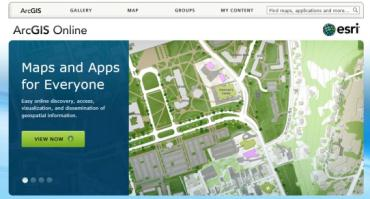 ArcGIS GALLERY MAP GROUPS MY CONTENT Find maps, applications and more...
ArcGIS Online
esri
Maps and Apps
for Everyone
Easy online discovery, access,
visualization, and dissemination of
geospatial information.
VIEW NOW